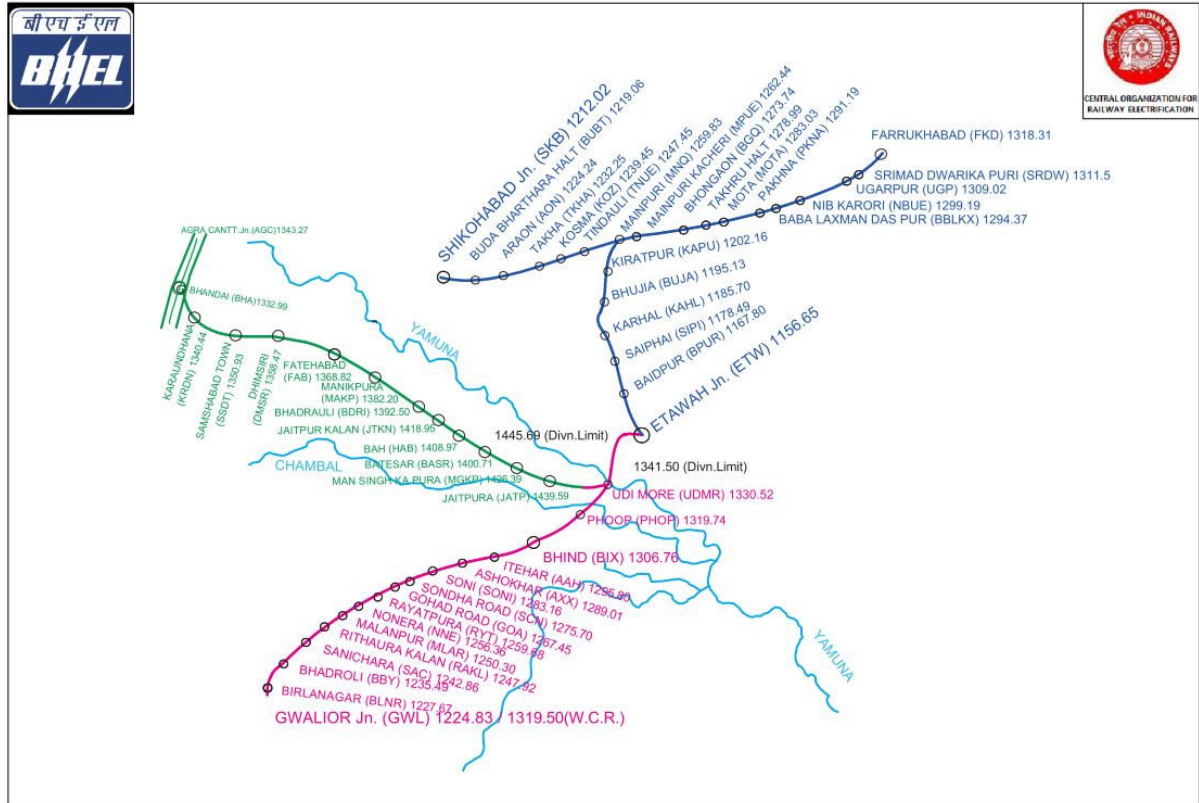 बी एच ई एल
BHEL
भारतीय रेल
INDIAN RAILWAYS
CENTRAL ORGANIZATION FOR
RAILWAY ELECTRIFICATION
SHIKOHABAD Jn. (SKB) 1212.02
BUDA BHARTHARA HALT (BUBT) 1219.06
ARAON (AON) 1224.24
TAKHA (TKHA) 1232.25
KOSMA (KOZ) 1239.45
TINDAULI (TNUE) 1247.45
MAINPURI (MNQ) 1259.83
MAINPURI KACHERI (MPUE) 1262.44
BHONGAON (BGQ) 1273.74
TAKHRU HALT 1278.99
MOTA (MOTA) 1283.03
PAKHNA (PKNA) 1291.19
FARRUKHABAD (FKD) 1318.31
SRIMAD DWARIKA PURI (SRDW) 1311.5
UGARPUR (UGP) 1309.02
NIB KARORI (NBUE) 1299.19
BABA LAXMAN DAS PUR (BBLKX) 1294.37
KIRATPUR (KAPU) 1202.16
BHUJIA (BUJA) 1195.13
KARHAL (KAHL) 1185.70
SAIPHAI (SIPI) 1178.49
BAIDPUR (BPUR) 1167.80
ETAWAH Jn. (ETW) 1156.65
AGRA CANTT.Jn.(AGC)1343.27
BHANDAI (BHA)1332.99
KARAUNDHANA
(KRDN) 1340.44
SAMSHABAD TOWN
(SSDT) 1350.93
DHIMSIRI
(DMSR) 1358.47
FATEHABAD
(FAB) 1368.82
MANIKPURA
(MAKP) 1382.20
BHADRAULI (BDRI) 1392.50
JAITPUR KALAN (JTKN) 1418.95
BAH (HAB) 1408.97
BATESAR (BASR) 1400.71
MAN SINGH KA PURA (MGKP) 1426.39
JAITPURA (JATP) 1439.59
YAMUNA
CHAMBAL
1445.69 (Divn.Limit)
1341.50 (Divn.Limit)
UDI MORE (UDMR) 1330.52
PHOOP (PHOP) 1319.74
BHIND (BIX) 1306.76
ITEHAR (AAH) 1295.80
ASHOKHAR (AXX) 1289.01
SONI (SONI) 1283.16
SONDHA ROAD (SCN) 1275.70
GOHAD ROAD (GOA) 1267.45
RAYATPURA (RYT) 1259.68
NONERA (NNE) 1256.36
MALANPUR (MLAR) 1250.30
RITHAURA KALAN (RAKL) 1247.92
SANICHARA (SAC) 1242.86
BHADROLI (BBY) 1235.49
BIRLANAGAR (BLNR) 1227.67
GWALIOR Jn. (GWL) 1224.83 / 1319.50(W.C.R.)
YAMUNA